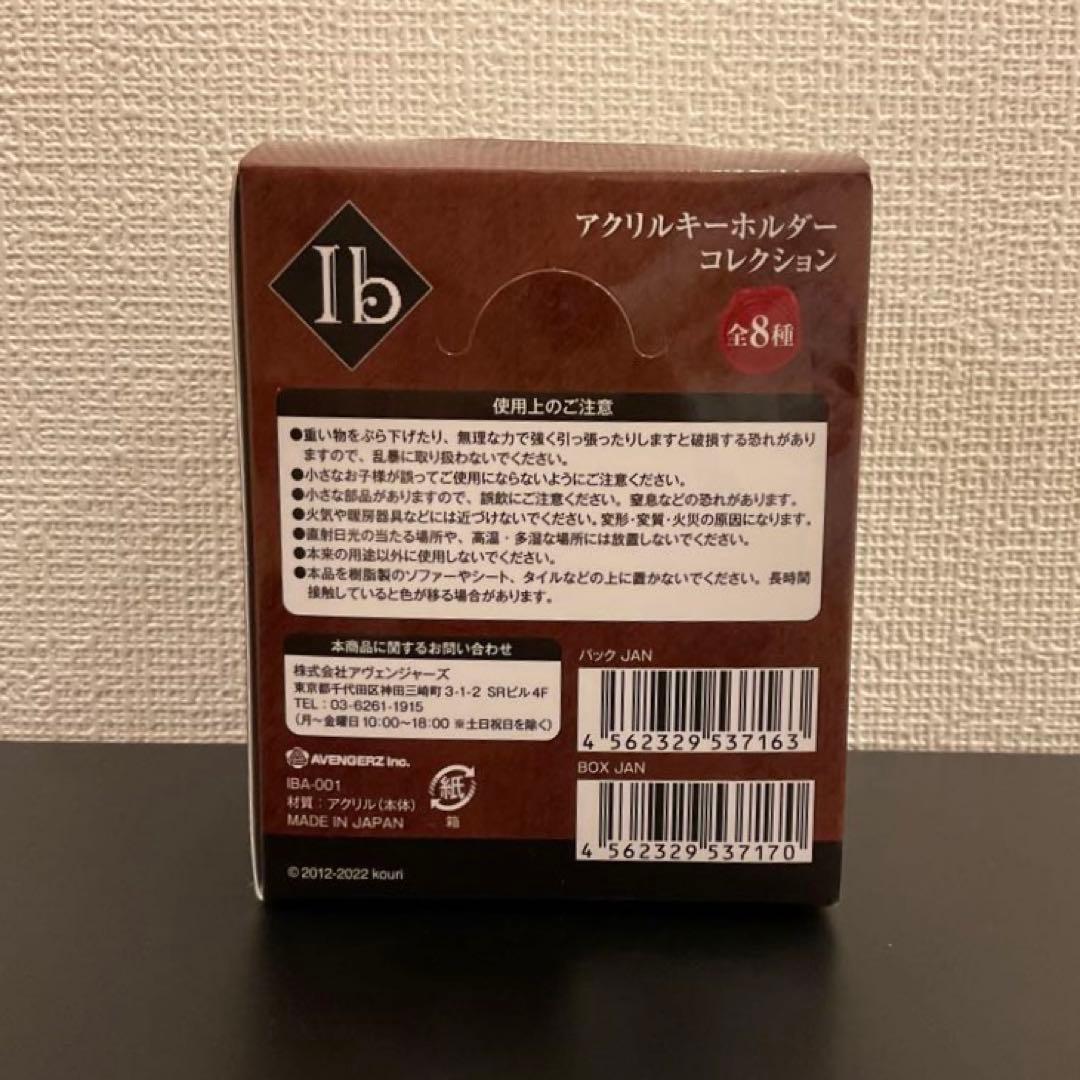 Ib
アクリルキーホルダー
コレクション
全8種
使用上のご注意
●重い物をぶら下げたり、無理な力で強く引っ張ったりしますと破損する恐れがあり
ますので、乱暴に取り扱わないでください。
●小さなお子様が誤ってご使用にならないようにご注意ください。
●小さな部品がありますので、誤飲にご注意ください。窒息などの恐れがあります。
●火気や暖房器具などには近づけないでください。変形・変質・火災の原因になります。
●直射日光の当たる場所や、高温・多湿な場所には放置しないでください。
●本来の用途以外に使用しないでください。
●本品を樹脂製のソファーやシート、タイルなどの上に置かないでください。長時間
接触していると色が移る場合があります。
本商品に関するお問い合わせ
株式会社アヴェンジャーズ
東京都千代田区神田三崎町3-1-2 SRビル4F
TEL：03-6261-1915
（月〜金曜日10:00〜18:00 ※土日祝日を除く）
AVENGERZ Inc.
IBA-001
材質：アクリル（本体）
MADE IN JAPAN
紙
箱
パック JAN
4 562329 537163
BOX JAN
4 562329 537170
©2012-2022 kouri